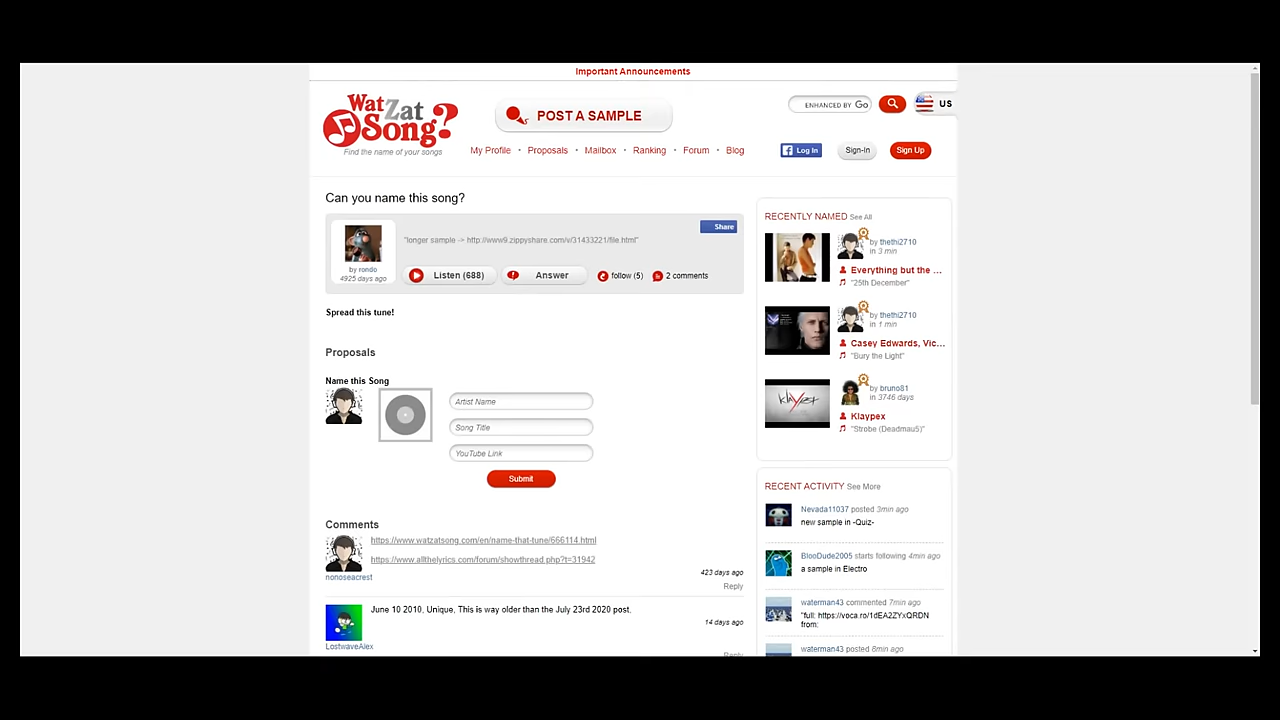 Important Announcements
WatZatSong?
Find the name of your songs
POST A SAMPLE
ENHANCED BY Go
US
My Profile • Proposals • Mailbox • Ranking • Forum • Blog
Log In
Sign-In
Sign Up
Can you name this song?
"longer sample -> http://www9.zippyshare.com/v/31433221/file.html"
Share
by rondo
4925 days ago
Listen (688)
Answer
follow (5)
2 comments
Spread this tune!
Proposals
Name this Song
Artist Name
Song Title
YouTube Link
Submit
Comments
https://www.watzatsong.com/en/name-that-tune/666114.html
https://www.allthelyrics.com/forum/showthread.php?t=31942
nonoseacrest
423 days ago
Reply
June 10 2010, Unique, This is way older than the July 23rd 2020 post.
14 days ago
LostwaveAlex
Reply
RECENTLY NAMED See All
by thethi2710
in 3 min
Everything but the ...
"25th December"
by thethi2710
in 1 min
Casey Edwards, Vic...
"Bury the Light"
by bruno81
in 3746 days
klaypex
Klaypex
"Strobe (Deadmau5)"
RECENT ACTIVITY See More
Nevada11037 posted 3min ago
new sample in -Quiz-
BlooDude2005 starts following 4min ago
a sample in Electro
waterman43 commented 7min ago
"full: https://voca.ro/1dEA2ZYxQRDN
from:
waterman43 posted 8min ago